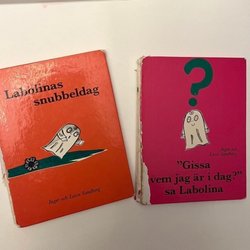 Labolinas
snubbeldag
Inger och Lasse Sandberg
?
Inger och
Lasse Sandberg
"Gissa
vem jag är i dag?"
sa Labolina